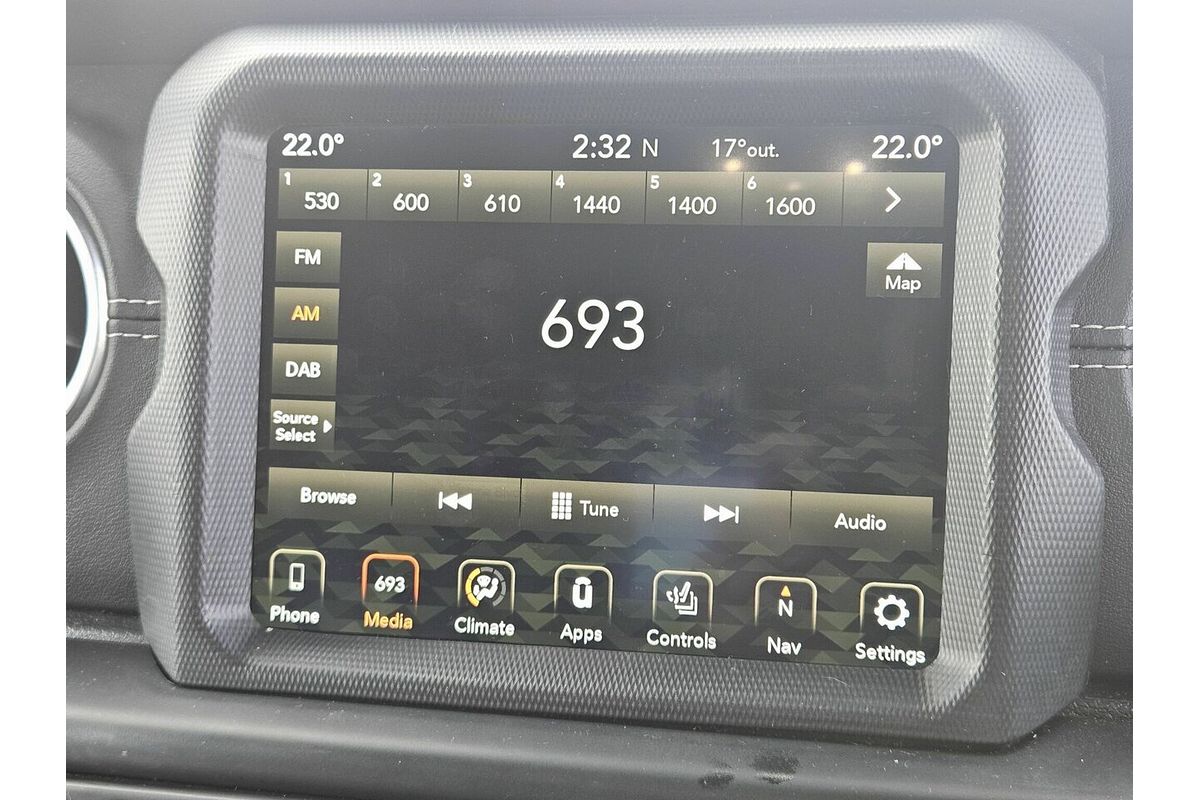 22.0° 2:32 N 17°out. 22.0°
1 530 2 600 3 610 4 1440 5 1400 6 1600
FM
Map
AM
693
DAB
Source
Select
Browse Tune Audio
693 N
Phone Media Climate Apps Controls Nav Settings